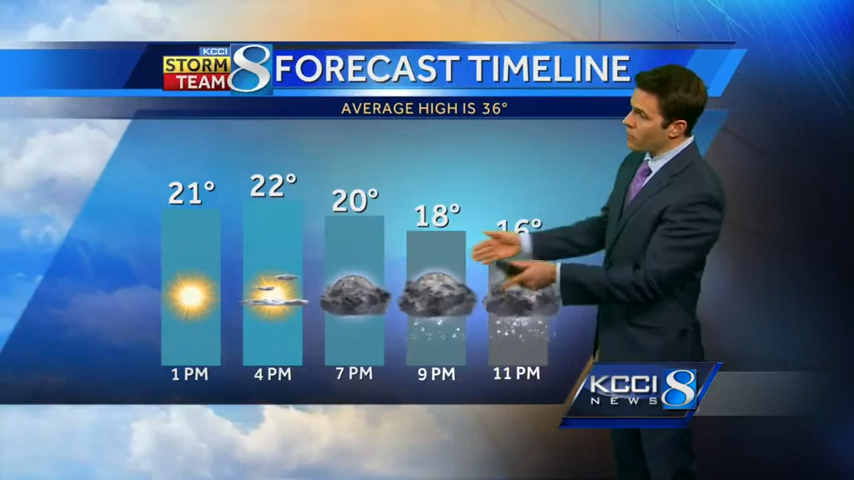 KCCI
STORM
TEAM
8
FORECAST TIMELINE
AVERAGE HIGH IS 36°
21° 22° 20° 18° 16°
1 PM 4 PM 7 PM 9 PM 11 PM
KCCI 8
NEWS